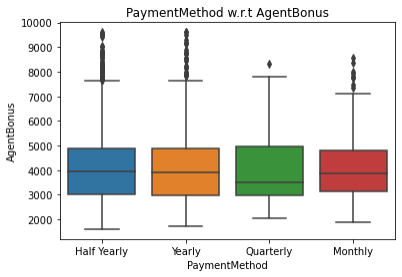 PaymentMethod w.r.t AgentBonus
10000
9000
8000
7000
6000
5000
4000
3000
2000
AgentBonus
Half Yearly Yearly Quarterly Monthly
PaymentMethod